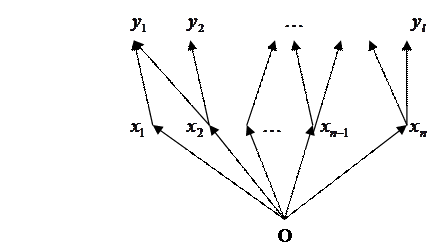 y₁ y₂ --- yₗ
x₁ x₂ --- xₙ₋₁ xₙ
O